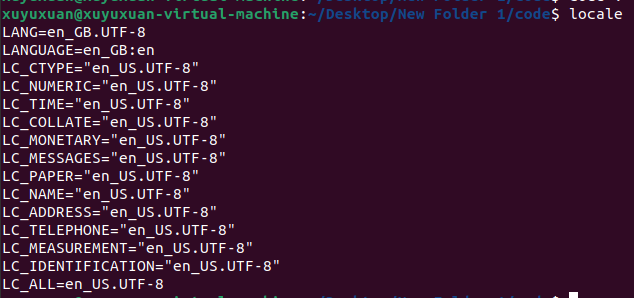 xuyuxuan@xuyuxuan-virtual-machine:~/Desktop/New Folder 1/code$ locale
LANG=en_GB.UTF-8
LANGUAGE=en_GB:en
LC_CTYPE="en_US.UTF-8"
LC_NUMERIC="en_US.UTF-8"
LC_TIME="en_US.UTF-8"
LC_COLLATE="en_US.UTF-8"
LC_MONETARY="en_US.UTF-8"
LC_MESSAGES="en_US.UTF-8"
LC_PAPER="en_US.UTF-8"
LC_NAME="en_US.UTF-8"
LC_ADDRESS="en_US.UTF-8"
LC_TELEPHONE="en_US.UTF-8"
LC_MEASUREMENT="en_US.UTF-8"
LC_IDENTIFICATION="en_US.UTF-8"
LC_ALL=en_US.UTF-8